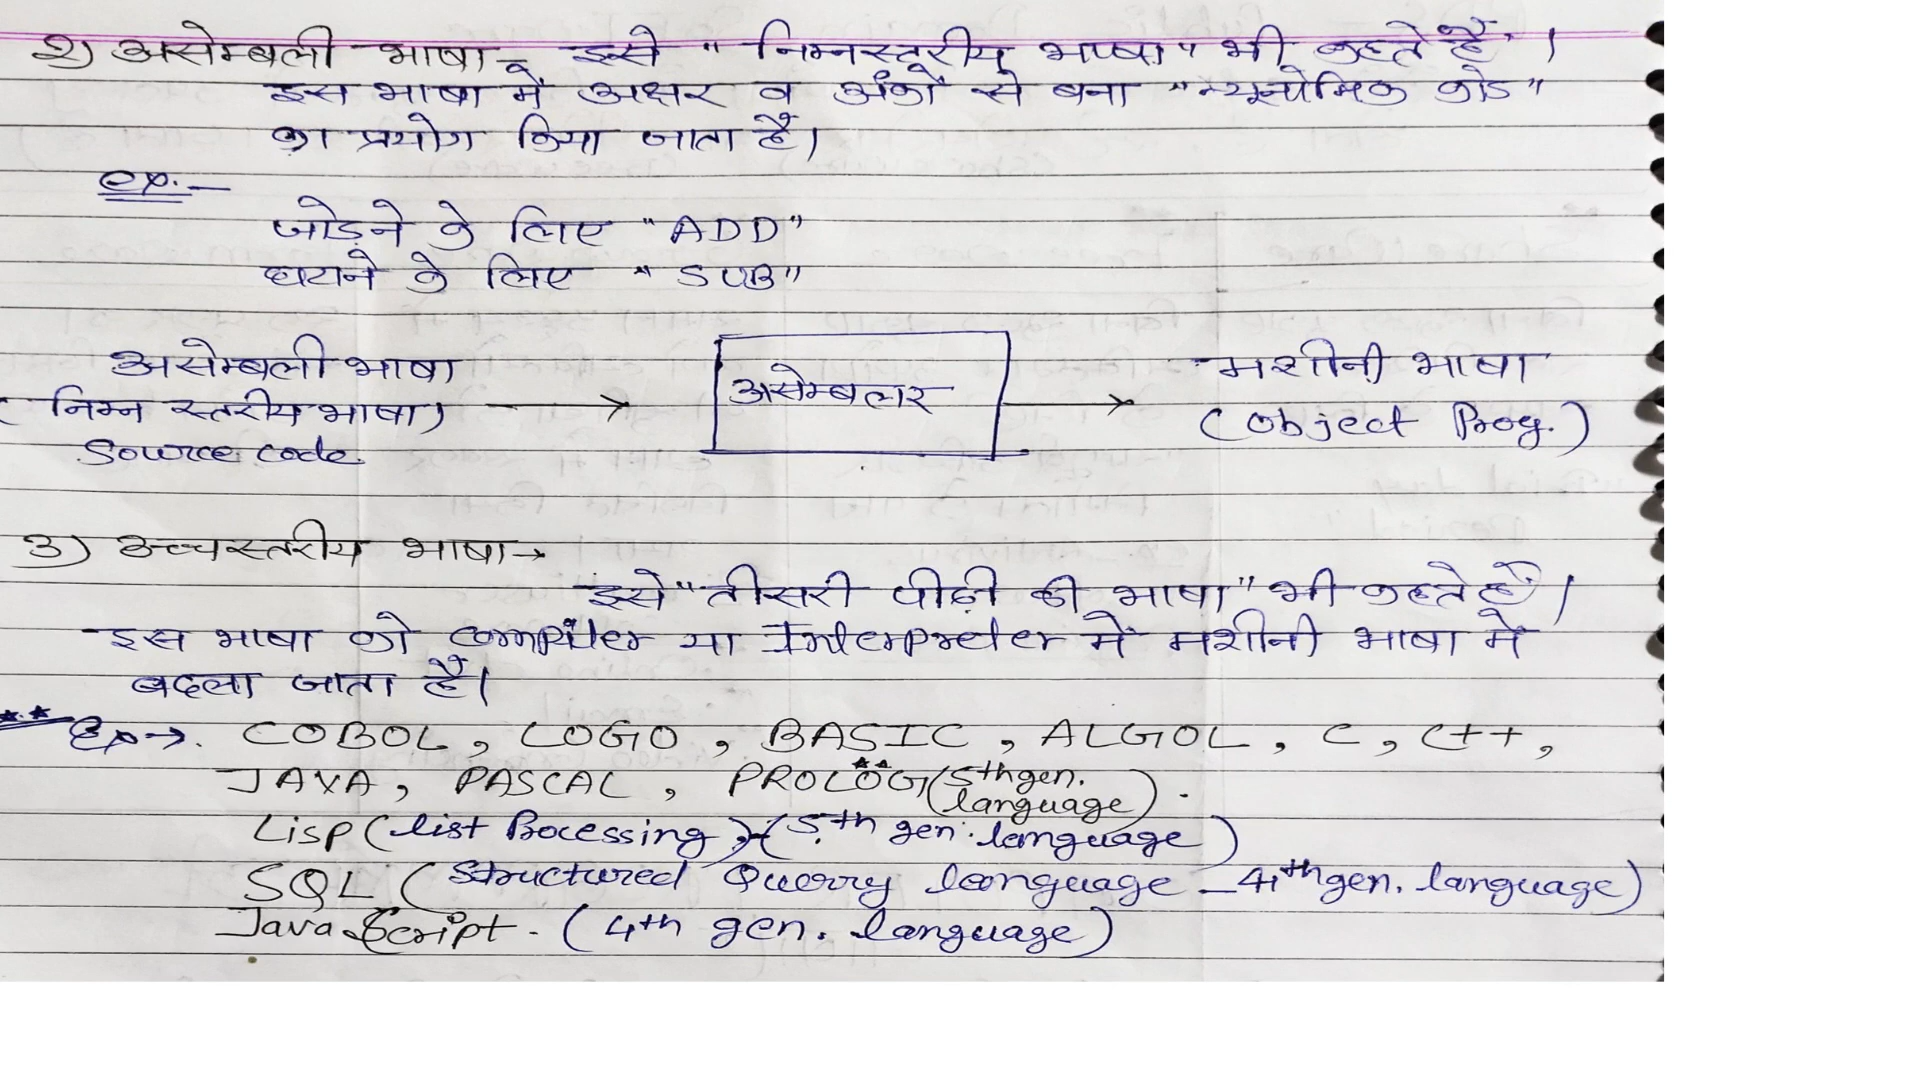 2) असेम्बली भाषा - इसे "निम्नस्तरीय भाषा" भी कहते हैं।
इस भाषा में अक्षर व अंकों से बना "न्यूनोमिक कोड"
का प्रयोग किया जाता है।
ex.-
जोड़ने के लिए "ADD"
घटाने के लिए "SUB"
असेम्बली भाषा
(निम्न स्तरीय भाषा) → असेम्बलर → मशीनी भाषा
Source code (Object Prog.)
3) उच्चस्तरीय भाषा→
इसे "तीसरी पीढ़ी की भाषा" भी कहते हैं।
इस भाषा को compiler या Interpreter में मशीनी भाषा में
बदला जाता है।
Ex→. COBOL, LOGO, BASIC, ALGOL, C, C++,
JAVA, PASCAL, PROLOG (5th gen. language).
Lisp (list Processing) - (5th gen. language)
SQL (Structured Querry language - 4th gen. language)
Java Script - (4th gen. language)